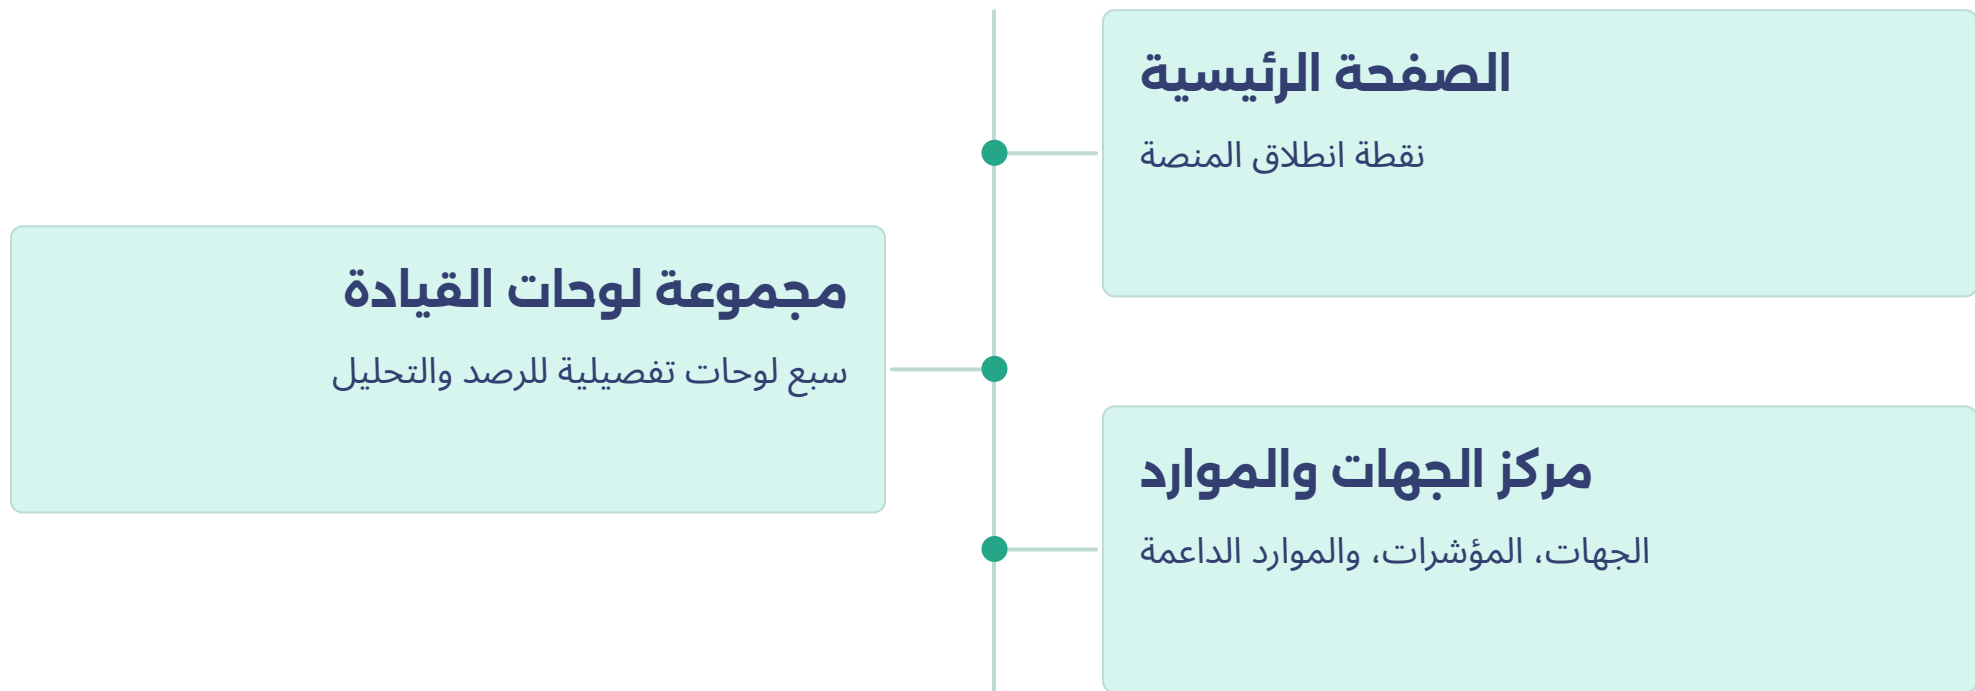 الصفحة الرئيسية
نقطة انطلاق المنصة
مجموعة لوحات القيادة
سبع لوحات تفصيلية للرصد والتحليل
مركز الجهات والموارد
الجهات، المؤشرات، والموارد الداعمة